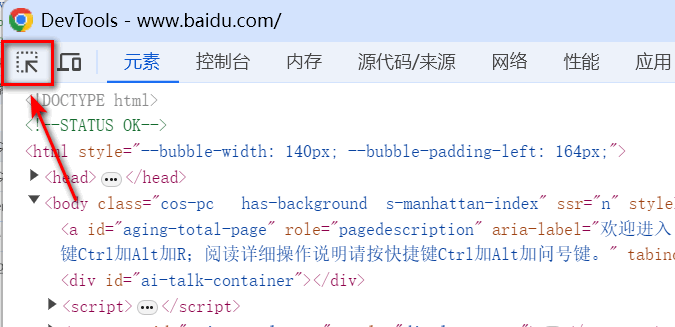 DevTools - www.baidu.com/
元素 控制台 内存 源代码/来源 网络 性能 应用
<!DOCTYPE html>
<!--STATUS OK-->
<html style="--bubble-width: 140px; --bubble-padding-left: 164px;">
<head> ••• </head>
<body class="cos-pc has-background s-manhattan-index" ssr="n" style
<a id="aging-total-page" role="pagedescription" aria-label="欢迎进入
键Ctrl加Alt加R；阅读详细操作说明请按快捷键Ctrl加Alt加问号键。" tabind
<div id="ai-talk-container"></div>
<script> ••• </script>